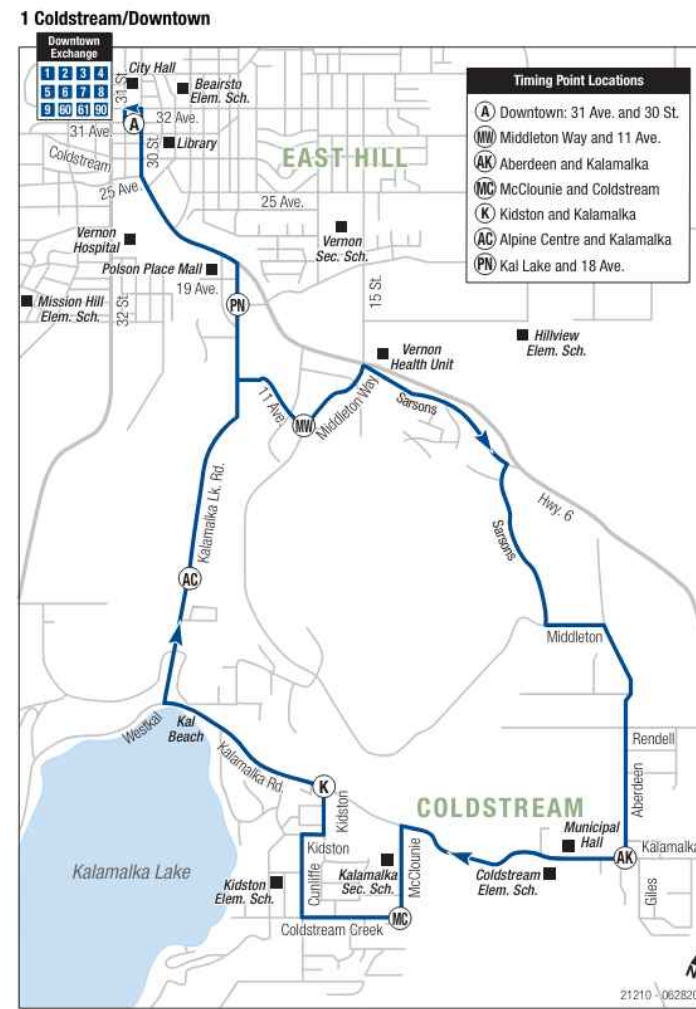 1 Coldstream/Downtown
Downtown
Exchange
1 2 3 4
5 6 7 8
9 60 61 90
City Hall
31 St.
Beairsto
Elem. Sch.
32 Ave.
31 Ave.
A
30 St.
Library
Coldstream
EAST HILL
25 Ave.
25 Ave.
Vernon
Hospital
Vernon
Sec. Sch.
Polson Place Mall
19 Ave.
15 St.
PN
Mission Hill
Elem. Sch.
32 St.
Hillview
Elem. Sch.
Vernon
Health Unit
Timing Point Locations
A Downtown: 31 Ave. and 30 St.
MW Middleton Way and 11 Ave.
AK Aberdeen and Kalamalka
MC McClounie and Coldstream
K Kidston and Kalamalka
AC Alpine Centre and Kalamalka
PN Kal Lake and 18 Ave.
11 Ave.
MW
Middleton Way
Sarsons
Hwy. 6
Sarsons
Kalamalka Lk. Rd.
AC
Middleton
Westkal
Kal
Beach
Kalamalka Rd.
Rendell
Aberdeen
K
Kidston
COLDSTREAM
Kidston
Municipal
Hall
Kalamalka
AK
Cunliffe
Kalamalka
Sec. Sch.
McClounie
Coldstream
Elem. Sch.
Giles
Kalamalka Lake
Kidston
Elem. Sch.
MC
Coldstream Creek
N
21210 - 062820